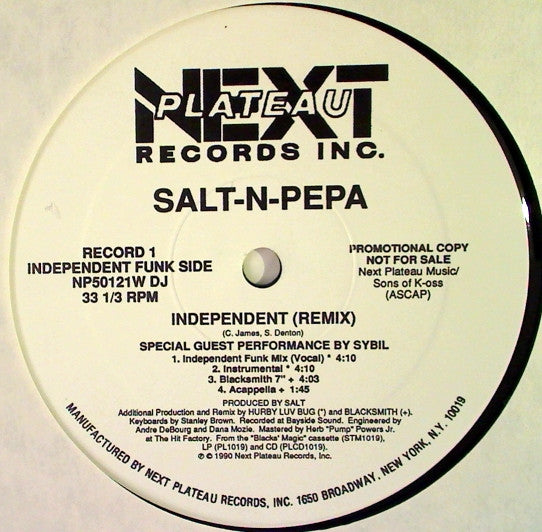 NEXT
PLATEAU
RECORDS INC.
SALT-N-PEPA
RECORD 1
INDEPENDENT FUNK SIDE
NP50121W DJ
33 1/3 RPM
PROMOTIONAL COPY
NOT FOR SALE
Next Plateau Music/
Sons of K-oss
(ASCAP)
INDEPENDENT (REMIX)
(C. James, S. Denton)
SPECIAL GUEST PERFORMANCE BY SYBIL
1. Independent Funk Mix (Vocal) * 4:10
2. Instrumental * 4:10
3. Blacksmith 7" + 4:03
4. Acappella + 1:45
PRODUCED BY SALT
Additional Production and Remix by HURBY LUV BUG (*) and BLACKSMITH (+).
Keyboards by Stanley Brown. Recorded at Bayside Sound. Engineered by
Andre DeBourg and Dana Mozie. Mastered by Herb "Pump" Powers Jr.
at The Hit Factory. From the "Blacks' Magic" cassette (STM1019),
LP (PL1019) and CD (PLCD1019).
℗ © 1990 Next Plateau Records, Inc.
MANUFACTURED BY NEXT PLATEAU RECORDS, INC. 1650 BROADWAY, NEW YORK, N.Y. 10019